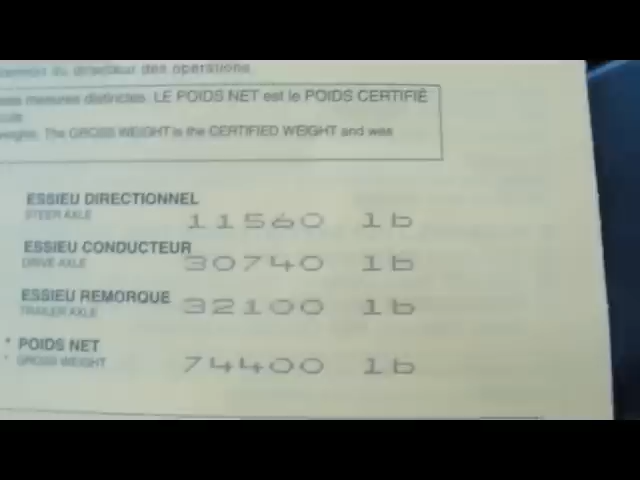 directeur des opérations
mesures distinctes. LE POIDS NET est le POIDS CERTIFIÉ
The GROSS WEIGHT is the CERTIFIED WEIGHT and was
ESSIEU DIRECTIONNEL
STEER AXLE 11560 lb
ESSIEU CONDUCTEUR
DRIVE AXLE 30740 lb
ESSIEU REMORQUE
TRAILER AXLE 32100 lb
* POIDS NET
* GROSS WEIGHT 74400 lb